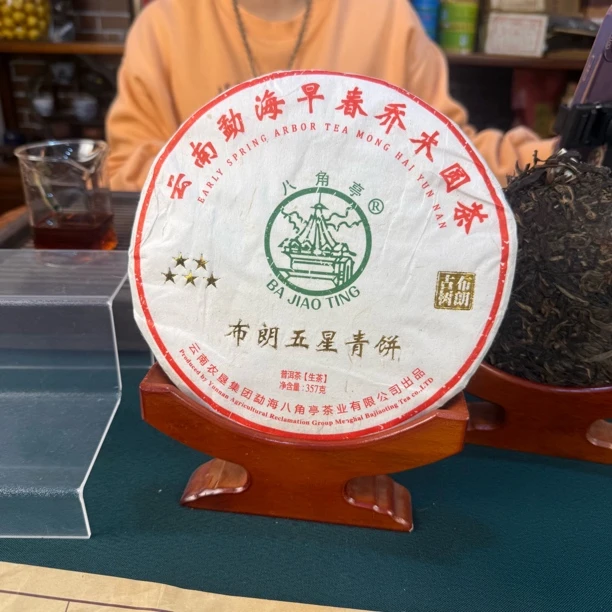 云南勐海早春乔木圆茶
EARLY SPRING ARBOR TEA MONG HAI YUN NAN
八角亭®
BA JIAO TING
布朗
古树
布朗五星青饼
普洱茶【生茶】
净含量:357克
云南农垦集团勐海八角亭茶业有限公司出品
Produced by Yunnan Agricultural Reclamation Group Menghai Bajiaoting Tea co.,LTD